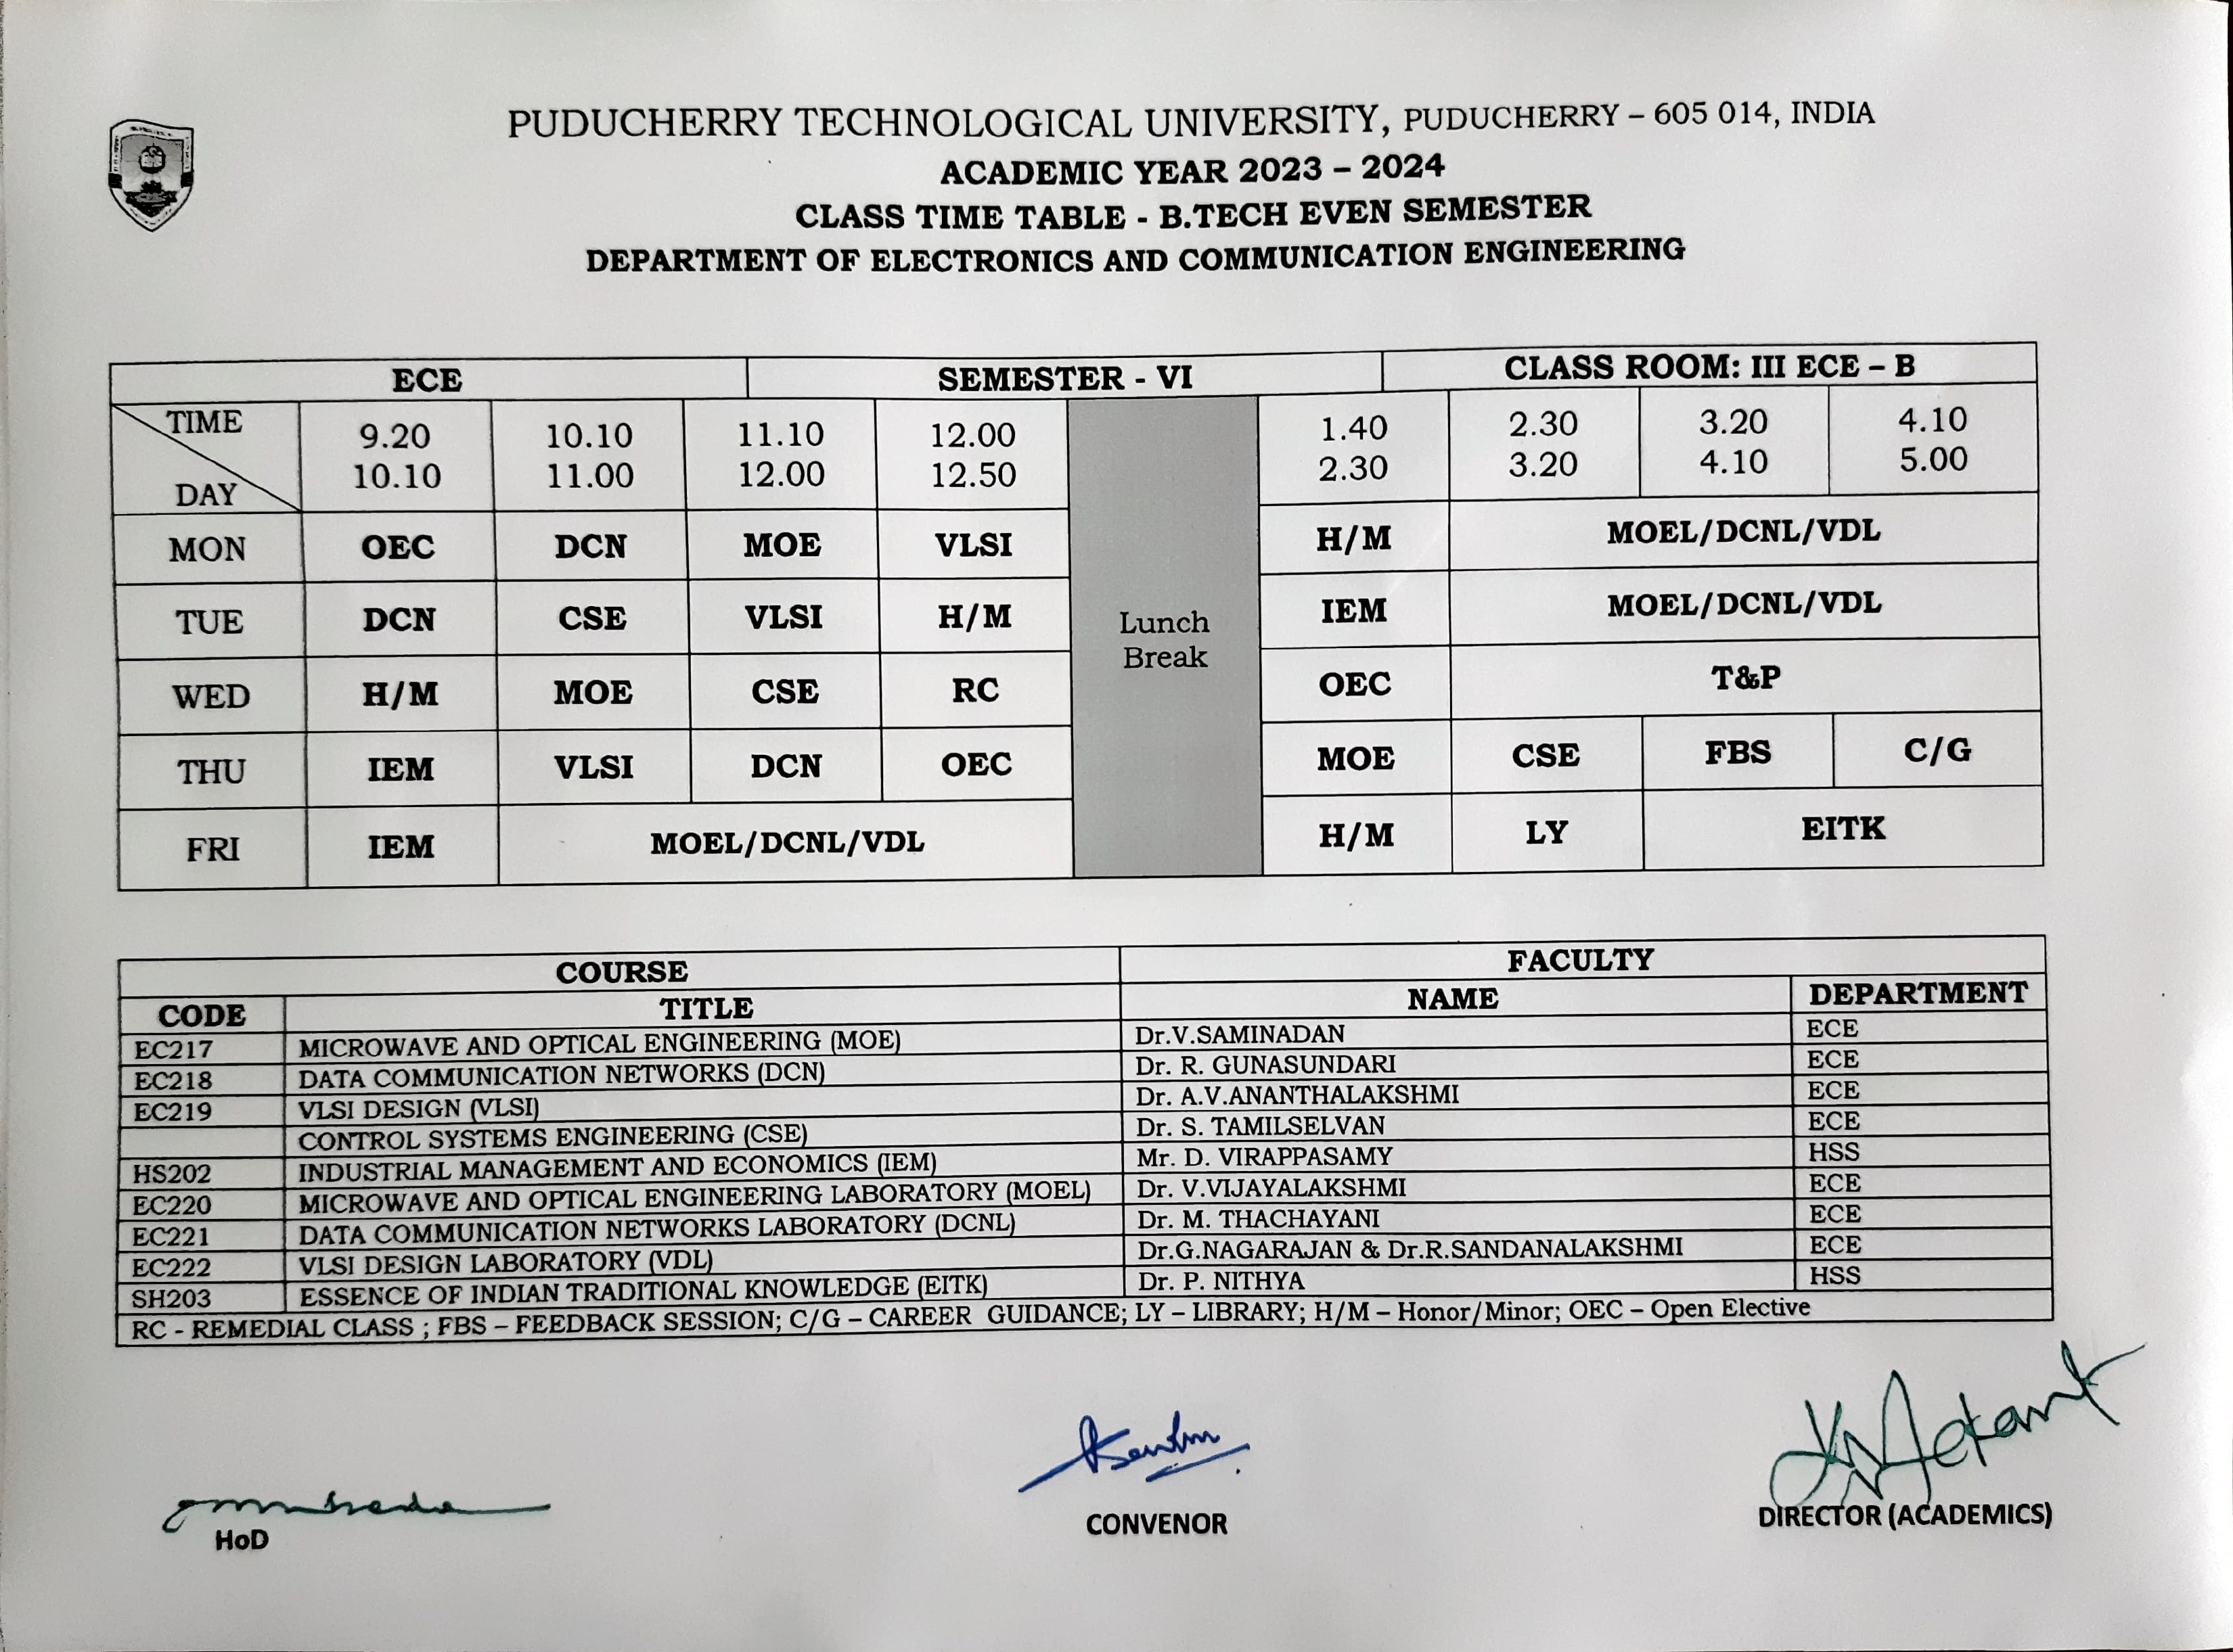 PUDUCHERRY TECHNOLOGICAL UNIVERSITY, PUDUCHERRY – 605 014, INDIA
ACADEMIC YEAR 2023 – 2024
CLASS TIME TABLE - B.TECH EVEN SEMESTER
DEPARTMENT OF ELECTRONICS AND COMMUNICATION ENGINEERING
ECE SEMESTER - VI CLASS ROOM: III ECE – B
TIME 9.20 10.10 11.10 12.00 1.40 2.30 3.20 4.10
DAY 10.10 11.00 12.00 12.50 2.30 3.20 4.10 5.00
MON OEC DCN MOE VLSI H/M MOEL/DCNL/VDL
TUE DCN CSE VLSI H/M IEM MOEL/DCNL/VDL
Lunch
Break
WED H/M MOE CSE RC OEC T&P
THU IEM VLSI DCN OEC MOE CSE FBS C/G
FRI IEM MOEL/DCNL/VDL H/M LY EITK
COURSE FACULTY
CODE TITLE NAME DEPARTMENT
EC217 MICROWAVE AND OPTICAL ENGINEERING (MOE) Dr.V.SAMINADAN ECE
EC218 DATA COMMUNICATION NETWORKS (DCN) Dr. R. GUNASUNDARI ECE
EC219 VLSI DESIGN (VLSI) Dr. A.V.ANANTHALAKSHMI ECE
CONTROL SYSTEMS ENGINEERING (CSE) Dr. S. TAMILSELVAN ECE
HS202 INDUSTRIAL MANAGEMENT AND ECONOMICS (IEM) Mr. D. VIRAPPASAMY HSS
EC220 MICROWAVE AND OPTICAL ENGINEERING LABORATORY (MOEL) Dr. V.VIJAYALAKSHMI ECE
EC221 DATA COMMUNICATION NETWORKS LABORATORY (DCNL) Dr. M. THACHAYANI ECE
EC222 VLSI DESIGN LABORATORY (VDL) Dr.G.NAGARAJAN & Dr.R.SANDANALAKSHMI ECE
SH203 ESSENCE OF INDIAN TRADITIONAL KNOWLEDGE (EITK) Dr. P. NITHYA HSS
RC - REMEDIAL CLASS ; FBS – FEEDBACK SESSION; C/G – CAREER GUIDANCE; LY – LIBRARY; H/M – Honor/Minor; OEC – Open Elective
HoD
CONVENOR
DIRECTOR (ACADEMICS)